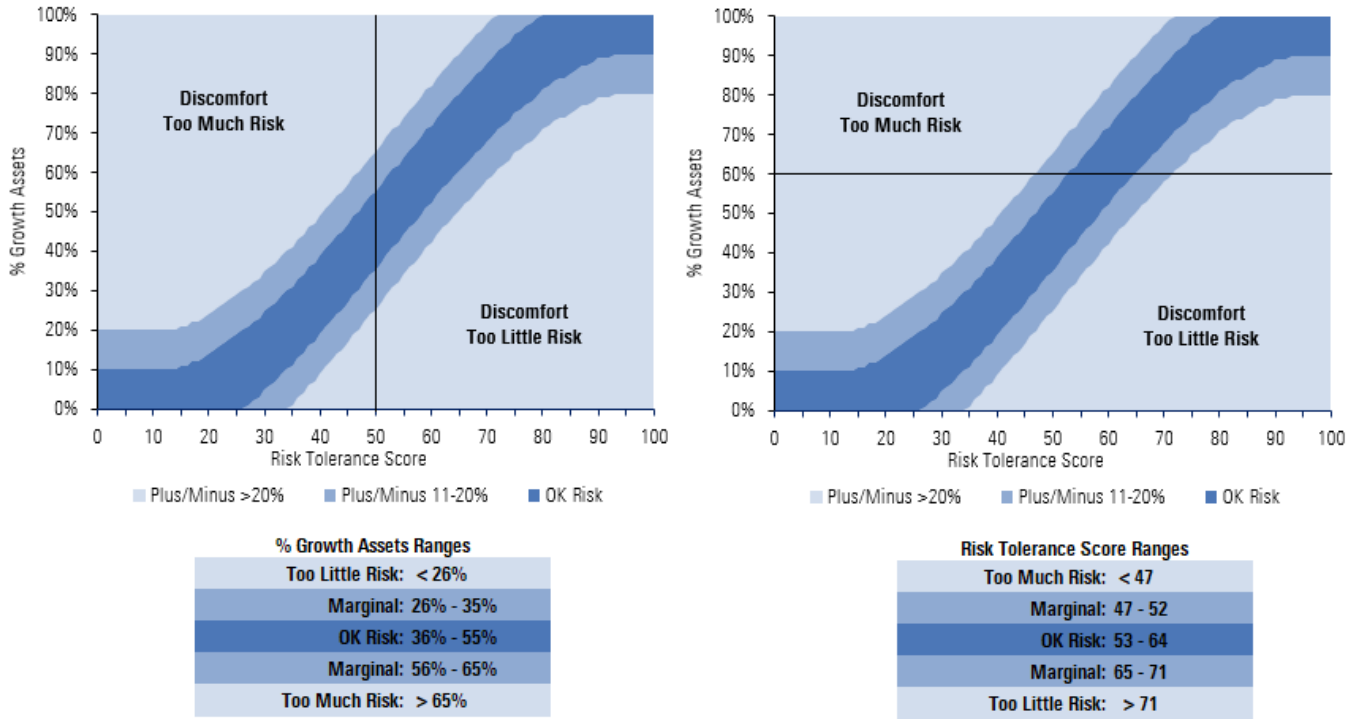 100%
90%
80%
70%
60%
50%
40%
30%
20%
10%
0%
% Growth Assets
Discomfort
Too Much Risk
Discomfort
Too Little Risk
0 10 20 30 40 50 60 70 80 90 100
Risk Tolerance Score
Plus/Minus >20% Plus/Minus 11-20% OK Risk
% Growth Assets Ranges
Too Little Risk: < 26%
Marginal: 26% - 35%
OK Risk: 36% - 55%
Marginal: 56% - 65%
Too Much Risk: > 65%
100%
90%
80%
70%
60%
50%
40%
30%
20%
10%
0%
% Growth Assets
Discomfort
Too Much Risk
Discomfort
Too Little Risk
0 10 20 30 40 50 60 70 80 90 100
Risk Tolerance Score
Plus/Minus >20% Plus/Minus 11-20% OK Risk
Risk Tolerance Score Ranges
Too Much Risk: < 47
Marginal: 47 - 52
OK Risk: 53 - 64
Marginal: 65 - 71
Too Little Risk: > 71